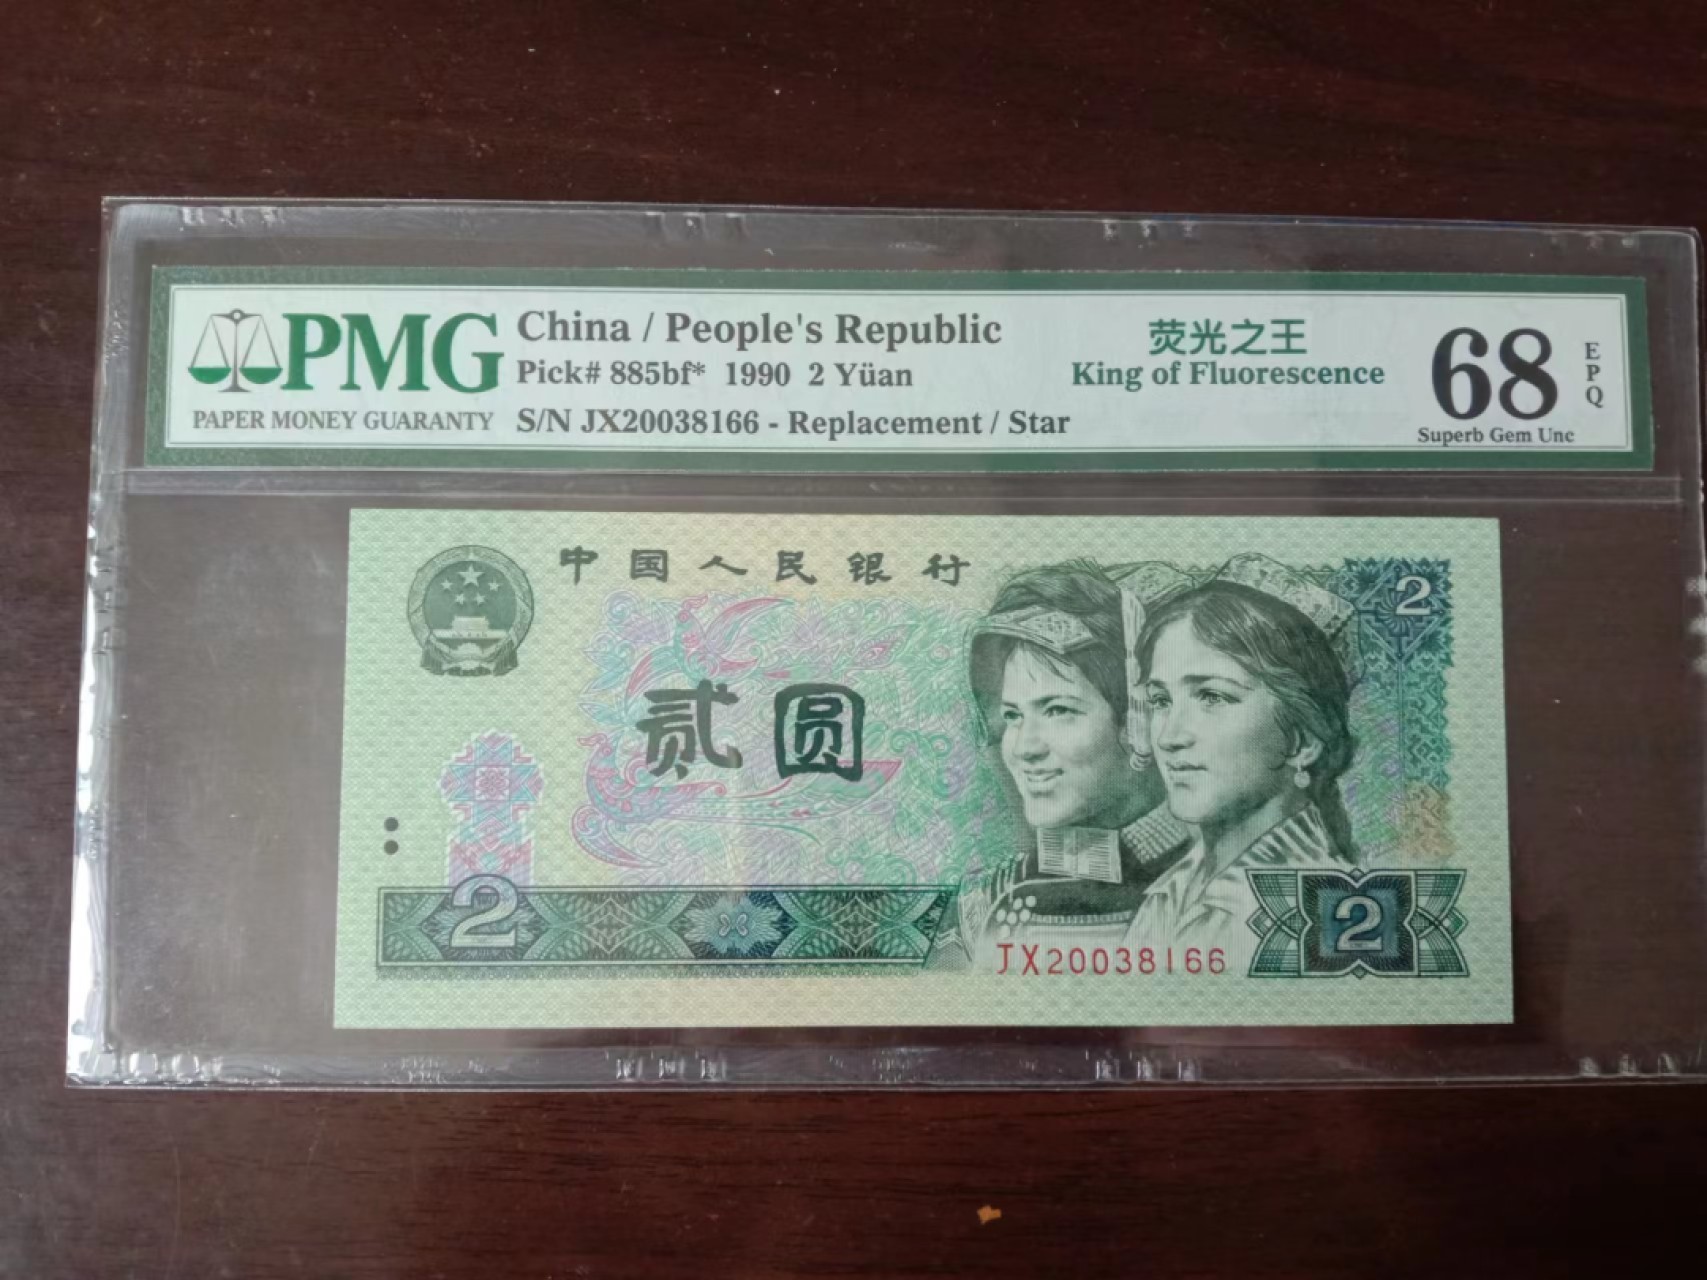 PMG
PAPER MONEY GUARANTY
China / People's Republic
Pick# 885bf* 1990 2 Yüan
S/N JX20038166 - Replacement / Star
荧光之王
King of Fluorescence
68
EPQ
Superb Gem Unc
中国人民银行
2
贰圆
2
2
JX20038166